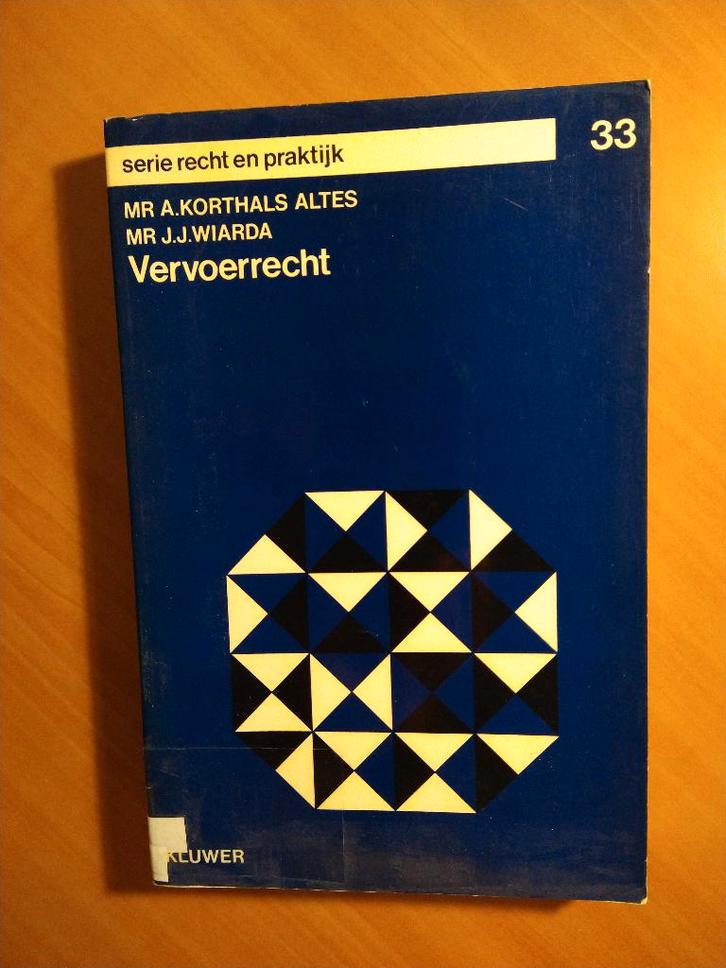 serie recht en praktijk
33
MR A.KORTHALS ALTES
MR J.J.WIARDA
Vervoerrecht
KLUWER